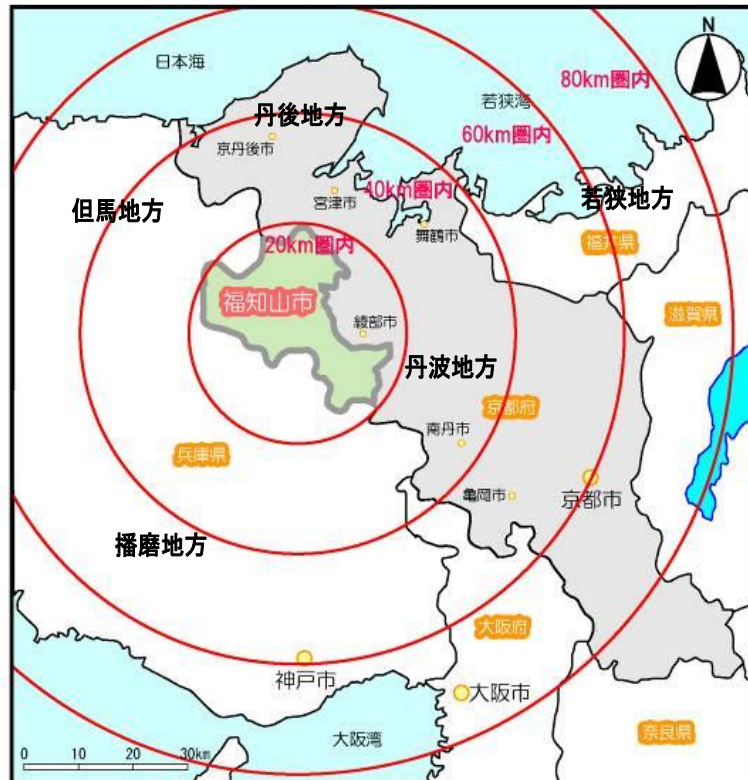 N
日本海
80km圏内
若狭湾
丹後地方
60km圏内
京丹後市
40km圏内
宮津市
若狭地方
但馬地方
舞鶴市
福井県
20km圏内
福知山市
滋賀県
綾部市
丹波地方
京都府
南丹市
兵庫県
亀岡市
京都市
播磨地方
大阪府
神戸市
大阪市
大阪湾
奈良県
0 10 20 30km